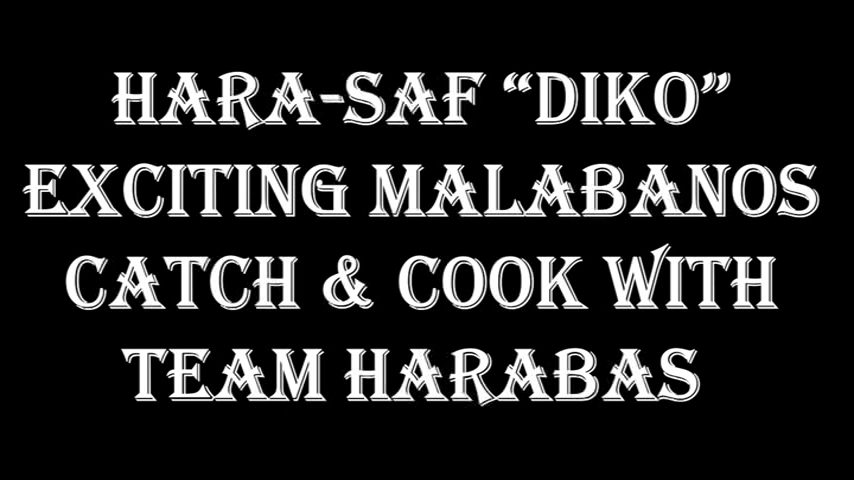 HARA-SAF “DIKO”
EXCITING MALABANOS
CATCH & COOK WITH
TEAM HARABAS